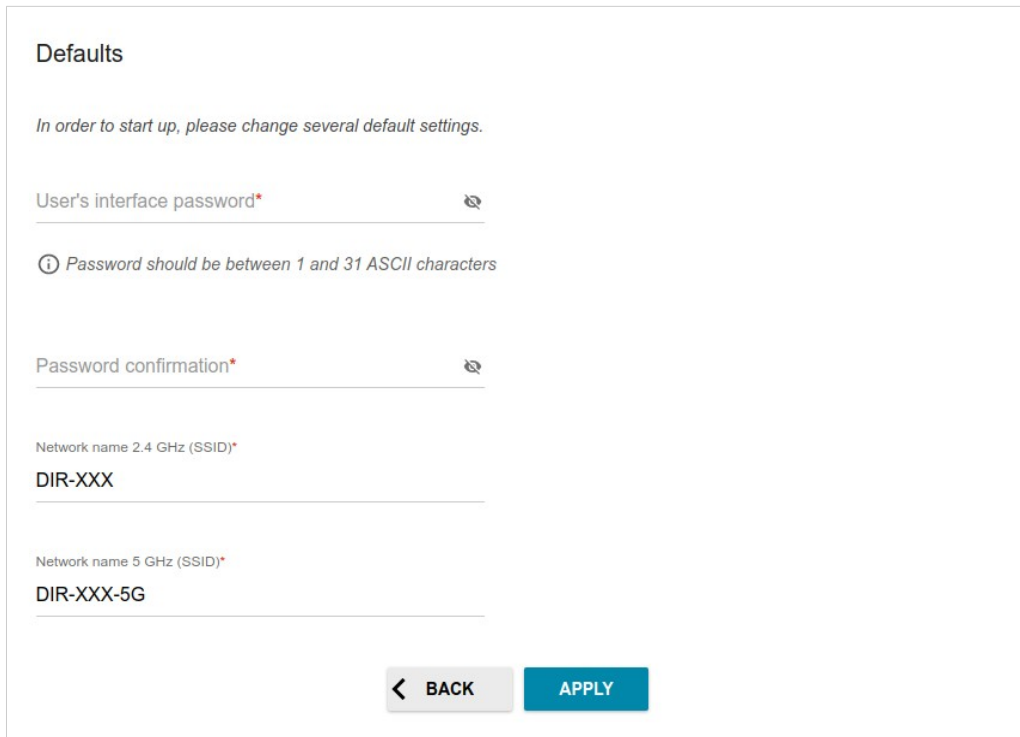 Defaults
In order to start up, please change several default settings.
User's interface password*
Password should be between 1 and 31 ASCII characters
Password confirmation*
Network name 2.4 GHz (SSID)*
DIR-XXX
Network name 5 GHz (SSID)*
DIR-XXX-5G
BACK APPLY